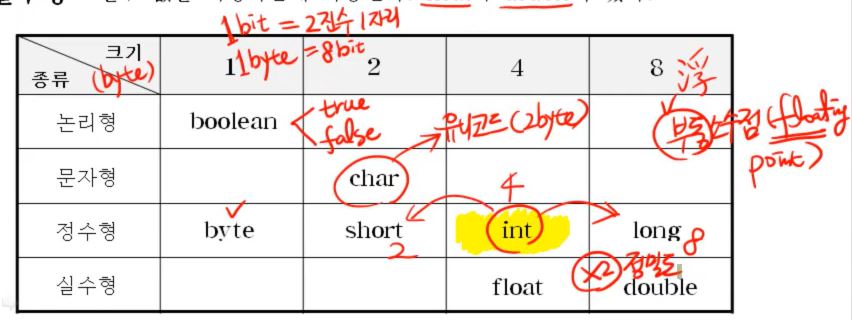 1bit = 2진수 1자리
1byte = 8bit
크기
(byte)
종류
1 2 4 8 浮
논리형 boolean true
false
유니코드 (2byte)
부동소수점 (floating
point)
문자형 char
4
정수형 byte short int long
2 8
×2 정밀도
실수형 float double